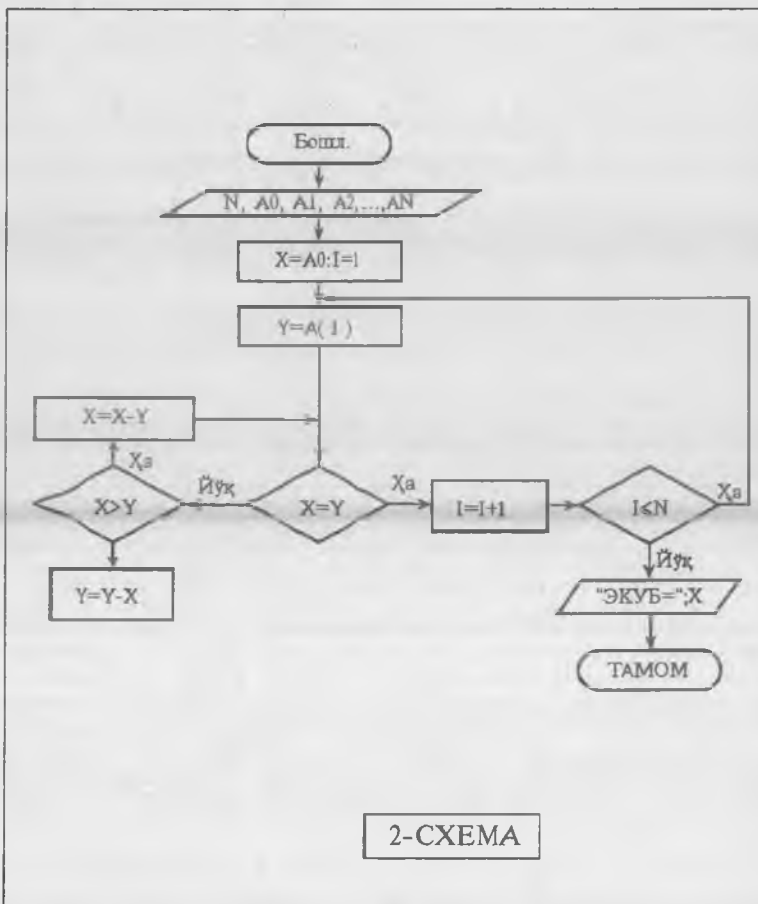 Бошл.
N, A0, A1, A2,...,AN
X=A0:I=1
Y=A( I )
X=X-Y
Ҳа
X>Y
Йўқ
X=Y
Ҳа
I=I+1
I≤N
Ҳа
Йўқ
Y=Y-X
"ЭКУБ=";X
ТАМОМ
2-СХЕМА